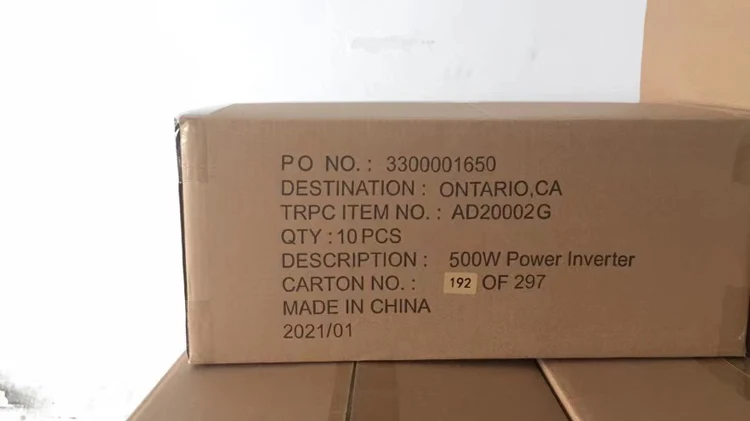 PO NO. : 3300001650
DESTINATION : ONTARIO,CA
TRPC ITEM NO. : AD20002G
QTY : 10 PCS
DESCRIPTION : 500W Power Inverter
CARTON NO. : 192 OF 297
MADE IN CHINA
2021/01